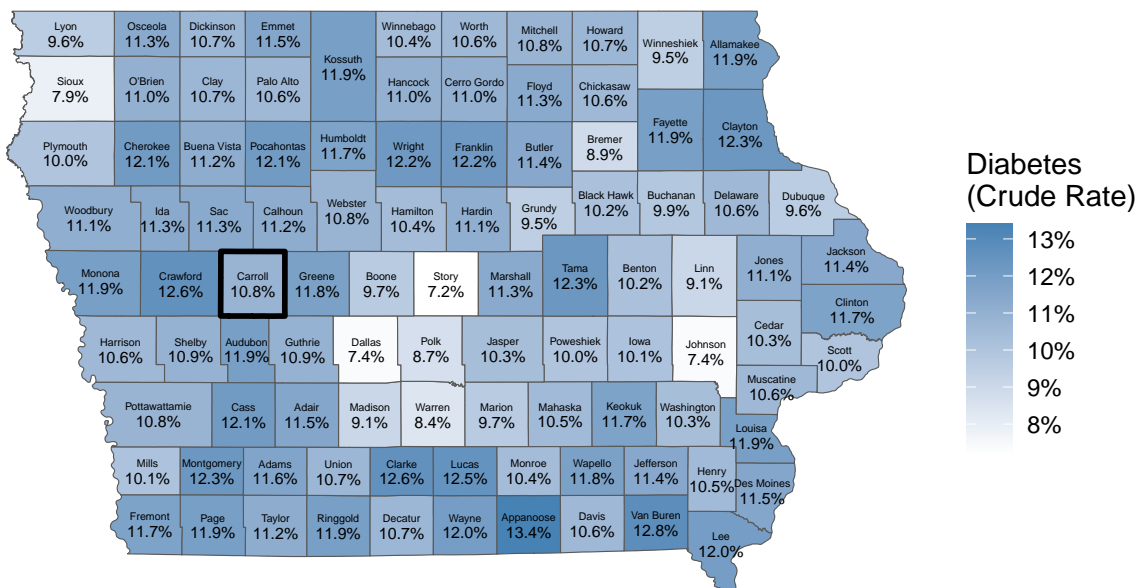 Lyon Osceola Dickinson Emmet Winnebago Worth Mitchell Howard Winneshiek Allamakee
9.6% 11.3% 10.7% 11.5% 10.4% 10.6% 10.8% 10.7% 9.5% 11.9%
Kossuth
11.9%
Sioux O'Brien Clay Palo Alto Hancock Cerro Gordo Floyd Chickasaw
7.9% 11.0% 10.7% 10.6% 11.0% 11.0% 11.3% 10.6%
Fayette Clayton
11.9% 12.3%
Plymouth Cherokee Buena Vista Pocahontas Humboldt Wright Franklin Butler Bremer
10.0% 12.1% 11.2% 12.1% 11.7% 12.2% 12.2% 11.4% 8.9%
Woodbury Ida Sac Calhoun Webster Hamilton Hardin Grundy Black Hawk Buchanan Delaware Dubuque
11.1% 11.3% 11.3% 11.2% 10.8% 10.4% 11.1% 9.5% 10.2% 9.9% 10.6% 9.6%
Monona Crawford Carroll Greene Boone Story Marshall Tama Benton Linn Jones Jackson
11.9% 12.6% 10.8% 11.8% 9.7% 7.2% 11.3% 12.3% 10.2% 9.1% 11.1% 11.4%
Clinton
11.7%
Harrison Shelby Audubon Guthrie Dallas Polk Jasper Poweshiek Iowa Johnson Cedar Scott
10.6% 10.9% 11.9% 10.9% 7.4% 8.7% 10.3% 10.0% 10.1% 7.4% 10.3% 10.0%
Muscatine
10.6%
Pottawattamie Cass Adair Madison Warren Marion Mahaska Keokuk Washington Louisa
10.8% 12.1% 11.5% 9.1% 8.4% 9.7% 10.5% 11.7% 10.3% 11.9%
Mills Montgomery Adams Union Clarke Lucas Monroe Wapello Jefferson Henry Des Moines
10.1% 12.3% 11.6% 10.7% 12.6% 12.5% 10.4% 11.8% 11.4% 10.5% 11.5%
Fremont Page Taylor Ringgold Decatur Wayne Appanoose Davis Van Buren Lee
11.7% 11.9% 11.2% 11.9% 10.7% 12.0% 13.4% 10.6% 12.8% 12.0%
Diabetes
(Crude Rate)
13%
12%
11%
10%
9%
8%